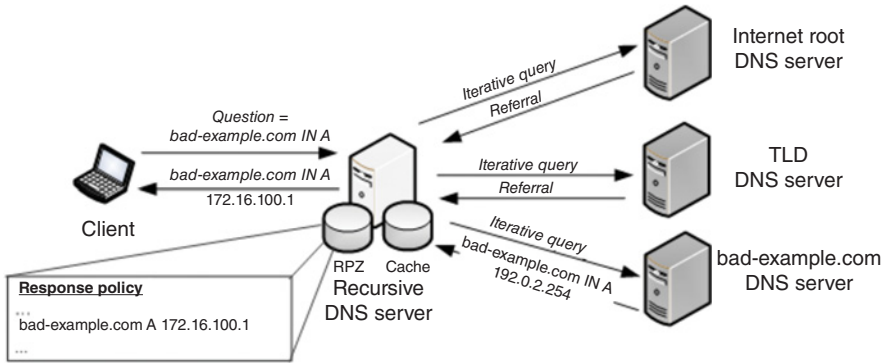 Internet root
DNS server
Iterative query
Referral
Question =
bad-example.com IN A
bad-example.com IN A
172.16.100.1
Client
Iterative query
Referral
TLD
DNS server
Iterative query
bad-example.com IN A
192.0.2.254
bad-example.com
DNS server
RPZ
Cache
Recursive
DNS server
Response policy
...
bad-example.com A 172.16.100.1
...